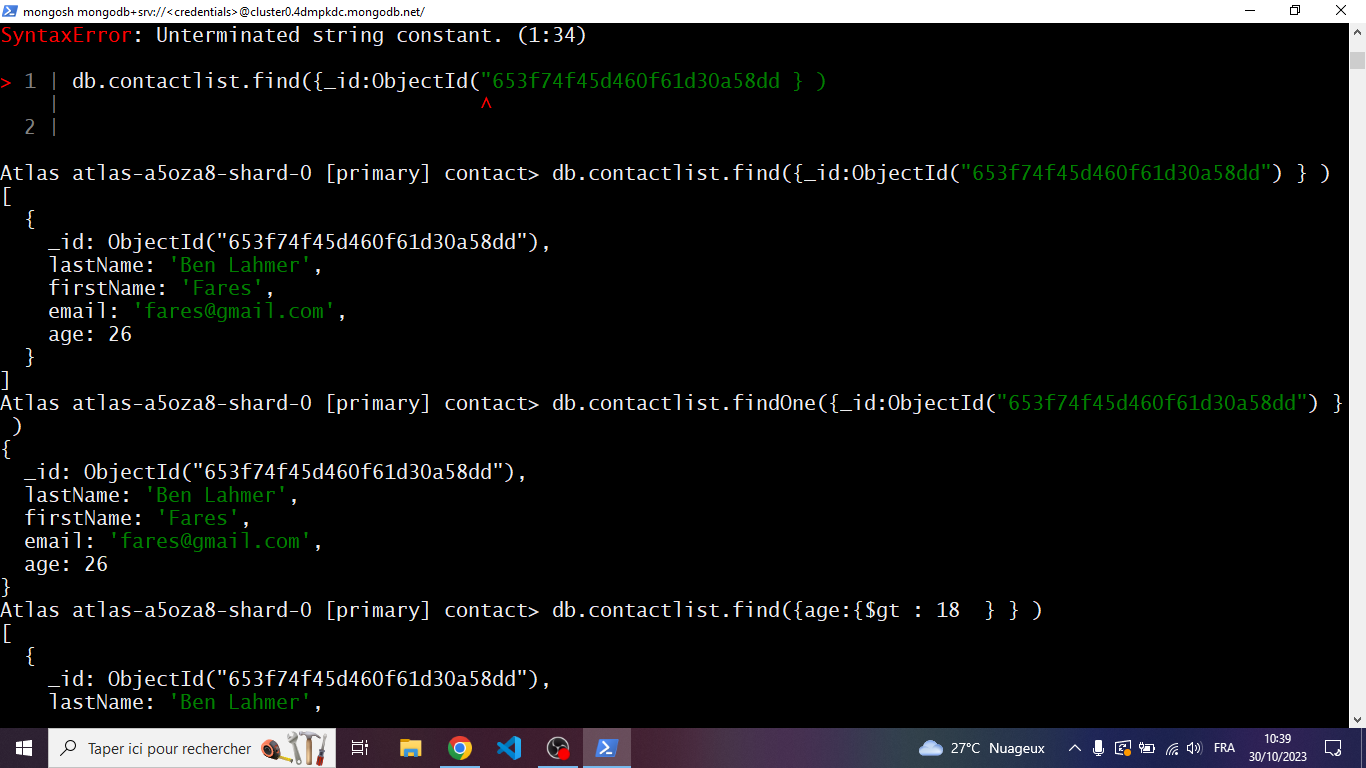 mongosh mongodb+srv://<credentials>@cluster0.4dmpkdc.mongodb.net/
SyntaxError: Unterminated string constant. (1:34)
> 1 | db.contactlist.find({_id:ObjectId("653f74f45d460f61d30a58dd } )
    |                                   ^
  2 |
Atlas atlas-a5oza8-shard-0 [primary] contact> db.contactlist.find({_id:ObjectId("653f74f45d460f61d30a58dd") } )
[
  {
    _id: ObjectId("653f74f45d460f61d30a58dd"),
    lastName: 'Ben Lahmer',
    firstName: 'Fares',
    email: 'fares@gmail.com',
    age: 26
  }
]
Atlas atlas-a5oza8-shard-0 [primary] contact> db.contactlist.findOne({_id:ObjectId("653f74f45d460f61d30a58dd") }
 )
{
  _id: ObjectId("653f74f45d460f61d30a58dd"),
  lastName: 'Ben Lahmer',
  firstName: 'Fares',
  email: 'fares@gmail.com',
  age: 26
}
Atlas atlas-a5oza8-shard-0 [primary] contact> db.contactlist.find({age:{$gt : 18  } } )
[
  {
    _id: ObjectId("653f74f45d460f61d30a58dd"),
    lastName: 'Ben Lahmer',
Taper ici pour rechercher
27°C Nuageux
FRA
10:39
30/10/2023